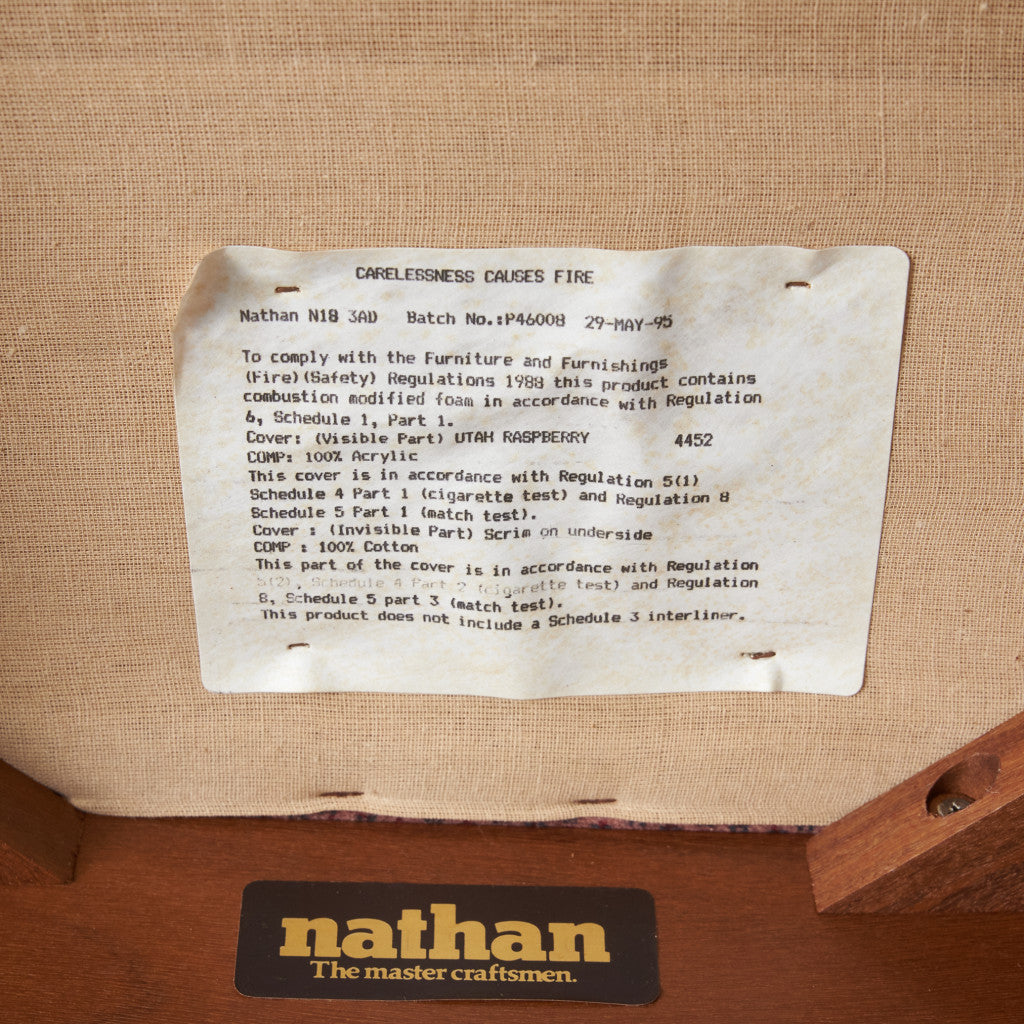 CARELESSNESS CAUSES FIRE
Nathan N18 3AD Batch No.:P46008 29-MAY-95
To comply with the Furniture and Furnishings
(Fire)(Safety) Regulations 1988 this product contains
combustion modified foam in accordance with Regulation
6, Schedule 1, Part 1.
Cover: (Visible Part) UTAH RASPBERRY 4452
COMP: 100% Acrylic
This cover is in accordance with Regulation 5(1)
Schedule 4 Part 1 (cigarette test) and Regulation 8
Schedule 5 Part 1 (match test).
Cover : (Invisible Part) Scrim on underside
COMP : 100% Cotton
This part of the cover is in accordance with Regulation
5(2), Schedule 4 Part 2 (cigarette test) and Regulation
8, Schedule 5 part 3 (match test).
This product does not include a Schedule 3 interliner.
nathan
The master craftsmen.